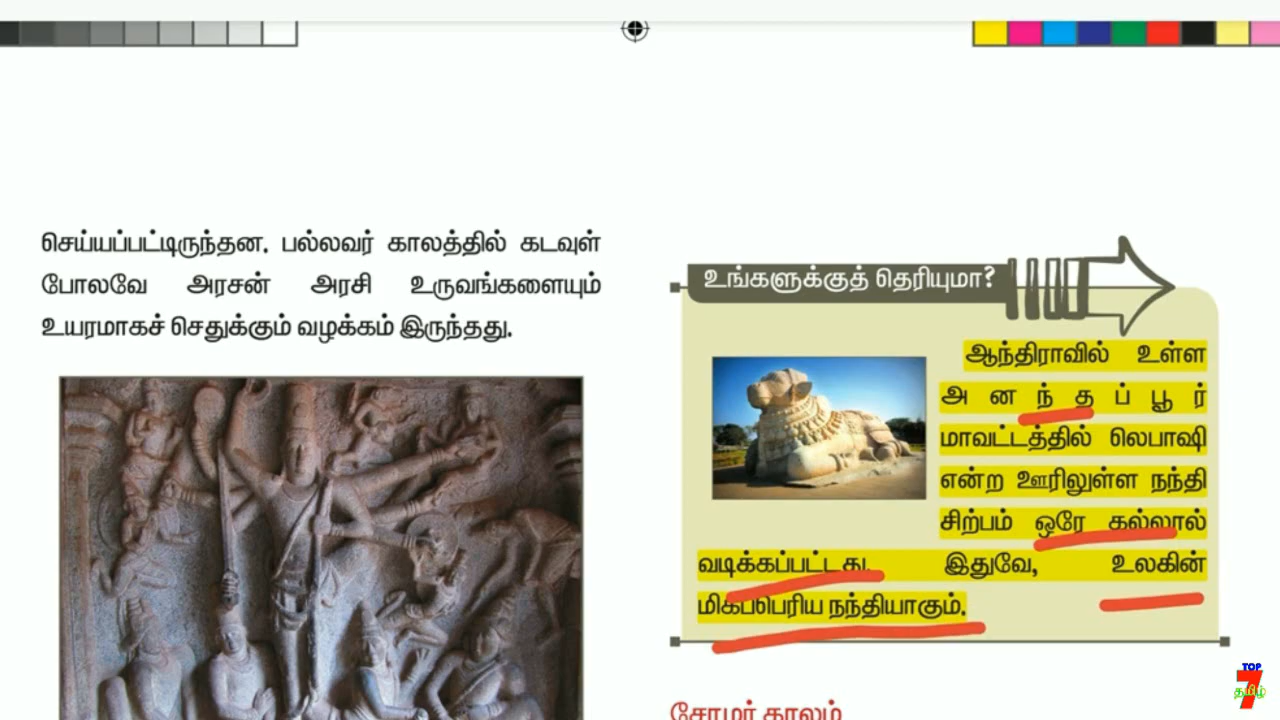 செய்யப்பட்டிருந்தன. பல்லவர் காலத்தில் கடவுள்
போலவே அரசன் அரசி உருவங்களையும்
உயரமாகச் செதுக்கும் வழக்கம் இருந்தது.
உங்களுக்குத் தெரியுமா?
ஆந்திராவில் உள்ள
அனந்தப்பூர்
மாவட்டத்தில் லெபாஷி
என்ற ஊரிலுள்ள நந்தி
சிற்பம் ஒரே கல்லால்
வடிக்கப்பட்டது. இதுவே, உலகின்
மிகப்பெரிய நந்தியாகும்.
சோழர் காலம்
TOP
7
தமிழ்